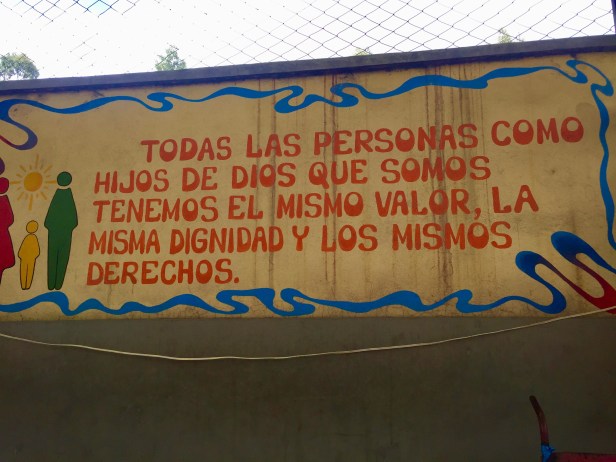 TODAS LAS PERSONAS COMO
HIJOS DE DIOS QUE SOMOS
TENEMOS EL MISMO VALOR, LA
MISMA DIGNIDAD Y LOS MISMOS
DERECHOS.